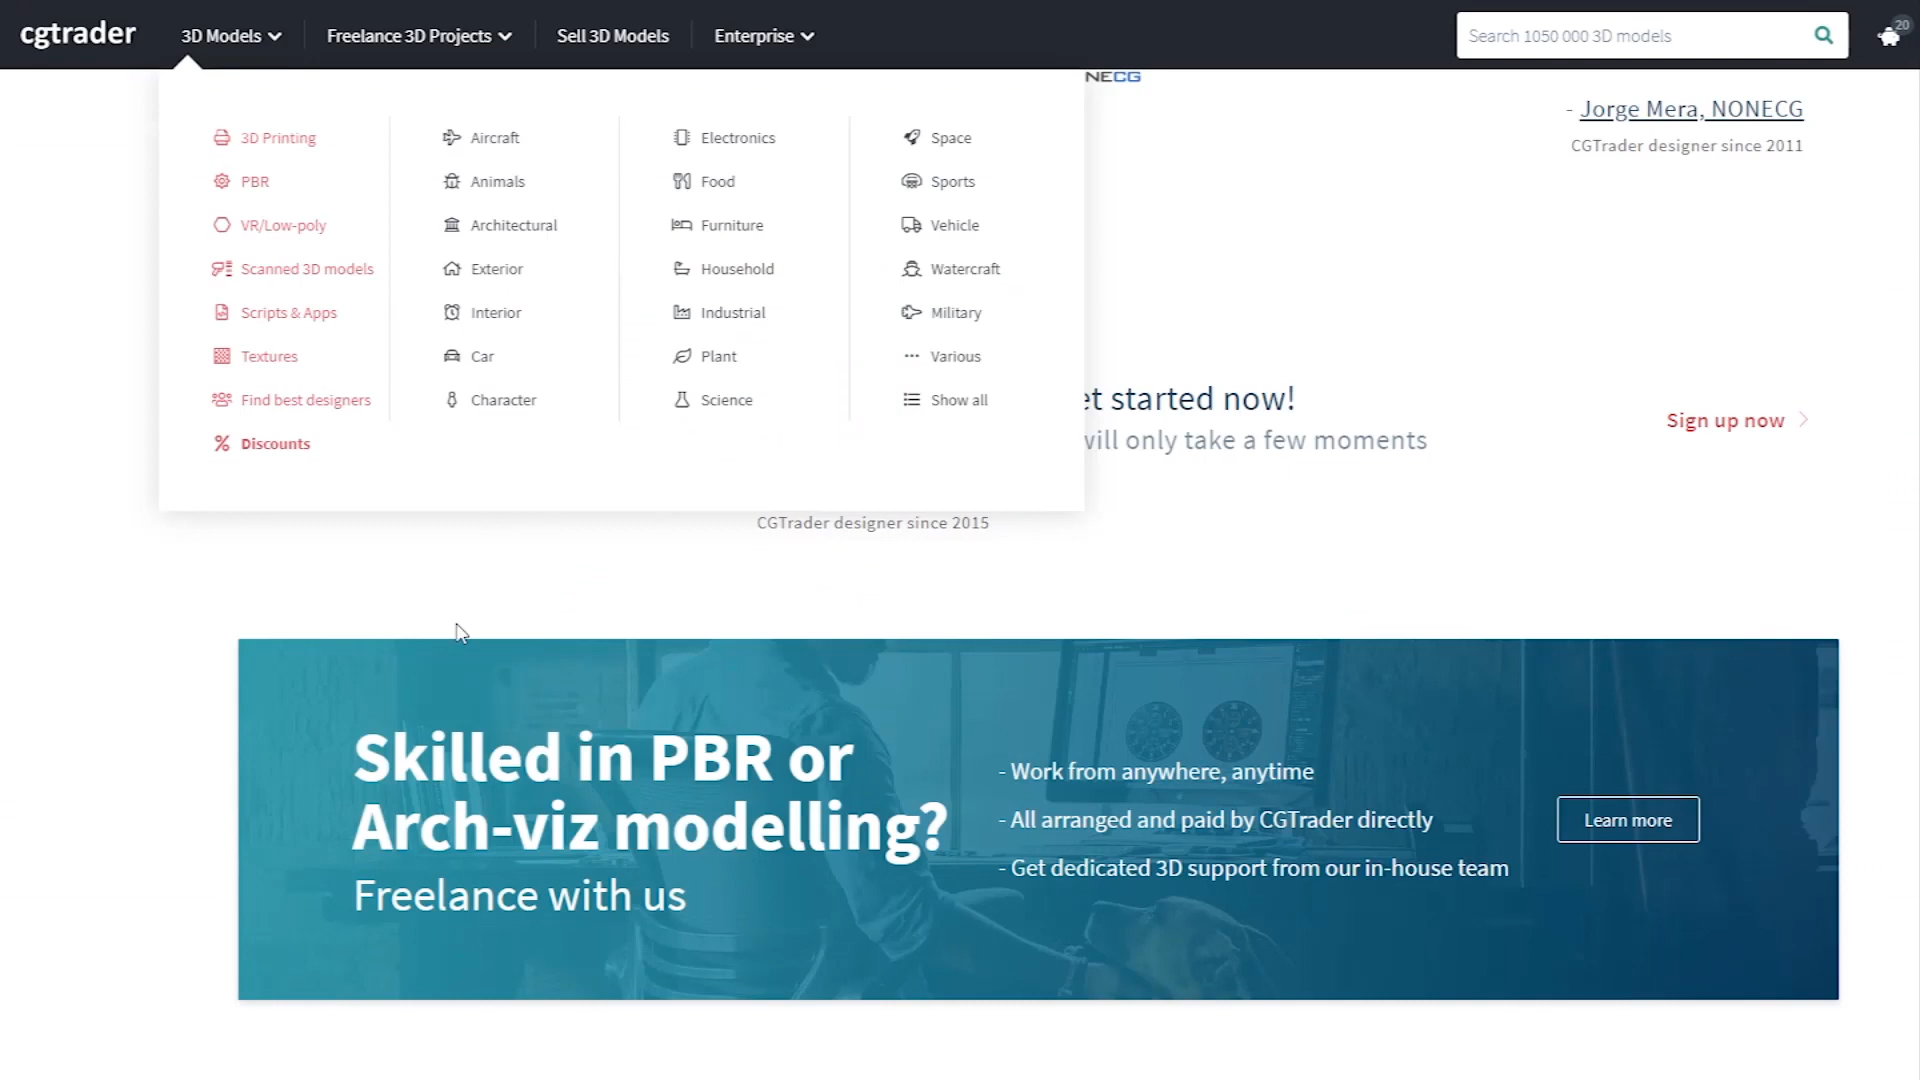 cgtrader
3D Models
Freelance 3D Projects
Sell 3D Models
Enterprise
Search 1050 000 3D models
20
3D Printing
PBR
VR/Low-poly
Scanned 3D models
Scripts & Apps
Textures
Find best designers
Discounts
Aircraft
Animals
Architectural
Exterior
Interior
Car
Character
Electronics
Food
Furniture
Household
Industrial
Plant
Science
Space
Sports
Vehicle
Watercraft
Military
Various
Show all
NECG
- Jorge Mera, NONECG
CGTrader designer since 2011
et started now!
will only take a few moments
Sign up now
CGTrader designer since 2015
Skilled in PBR or
Arch-viz modelling?
Freelance with us
- Work from anywhere, anytime
- All arranged and paid by CGTrader directly
- Get dedicated 3D support from our in-house team
Learn more